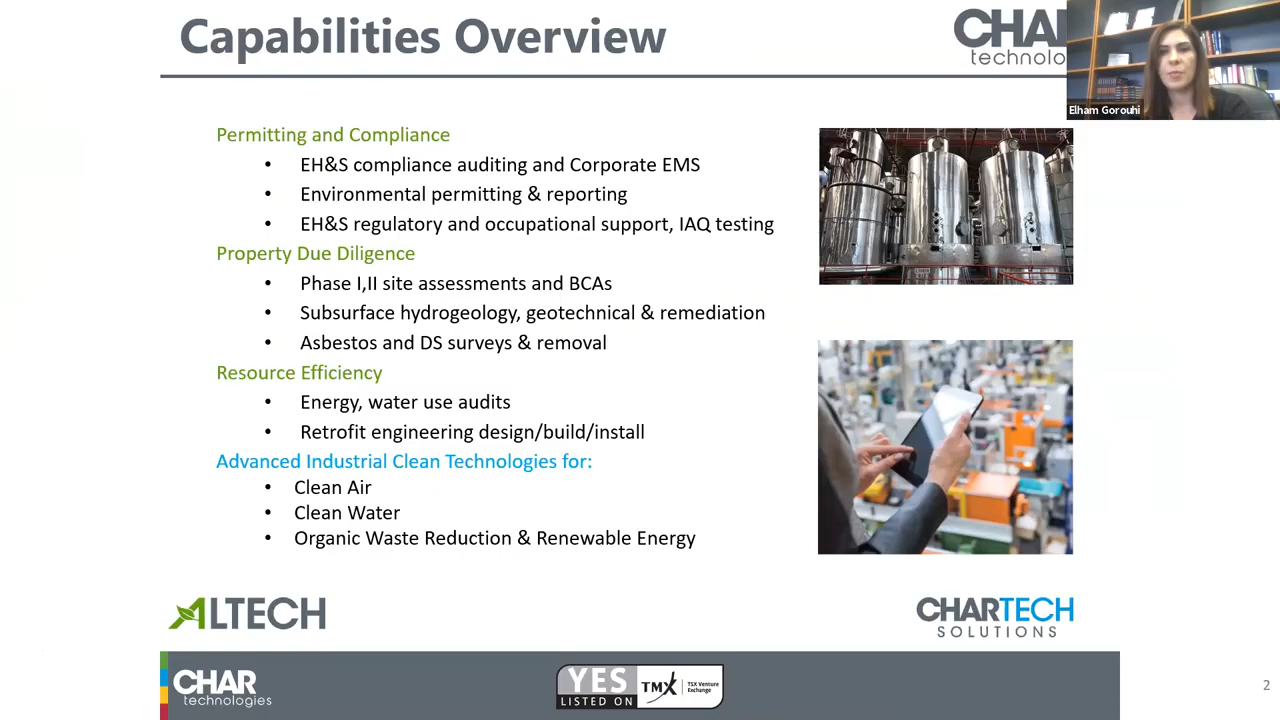 Capabilities Overview
CHAR
technolo
Elham Gorouhi
Permitting and Compliance
• EH&S compliance auditing and Corporate EMS
• Environmental permitting & reporting
• EH&S regulatory and occupational support, IAQ testing
Property Due Diligence
• Phase I,II site assessments and BCAs
• Subsurface hydrogeology, geotechnical & remediation
• Asbestos and DS surveys & removal
Resource Efficiency
• Energy, water use audits
• Retrofit engineering design/build/install
Advanced Industrial Clean Technologies for:
• Clean Air
• Clean Water
• Organic Waste Reduction & Renewable Energy
ALTECH
CHARTECH
SOLUTIONS
CHAR
technologies
YES
LISTED ON
TMX
TSX Venture
Exchange
2